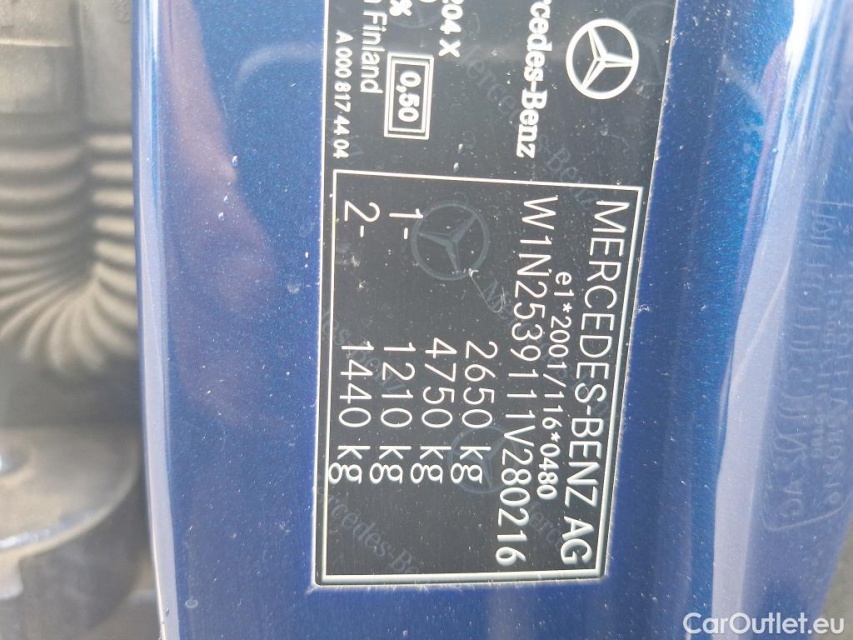 Mercedes-Benz
204 X
Finland
0,50
A 000 817 44 04
MERCEDES-BENZ AG
e1*2001/116*0480
W1N2539111V280216
2650 kg
4750 kg
1- 1210 kg
2- 1440 kg
CarOutlet.eu